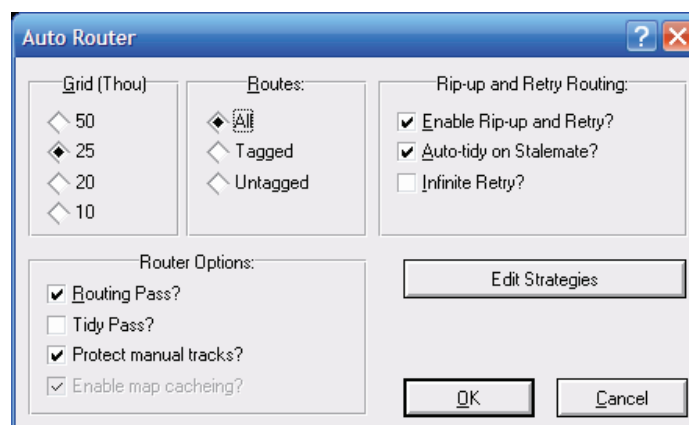 Auto Router
Grid (Thou)
50
25
20
10
Routes:
All
Tagged
Untagged
Rip-up and Retry Routing:
Enable Rip-up and Retry?
Auto-tidy on Stalemate?
Infinite Retry?
Router Options:
Routing Pass?
Tidy Pass?
Protect manual tracks?
Enable map cacheing?
Edit Strategies
OK
Cancel